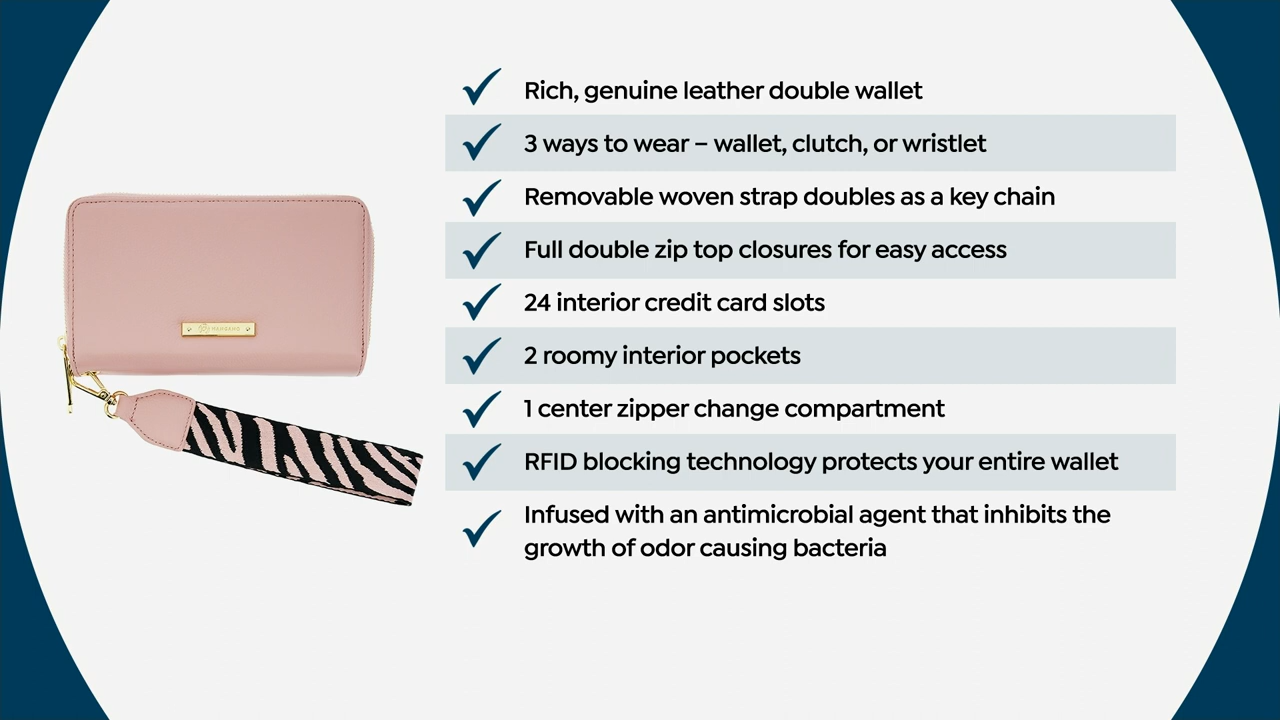 Rich, genuine leather double wallet
3 ways to wear – wallet, clutch, or wristlet
Removable woven strap doubles as a key chain
Full double zip top closures for easy access
24 interior credit card slots
2 roomy interior pockets
1 center zipper change compartment
RFID blocking technology protects your entire wallet
Infused with an antimicrobial agent that inhibits the
growth of odor causing bacteria